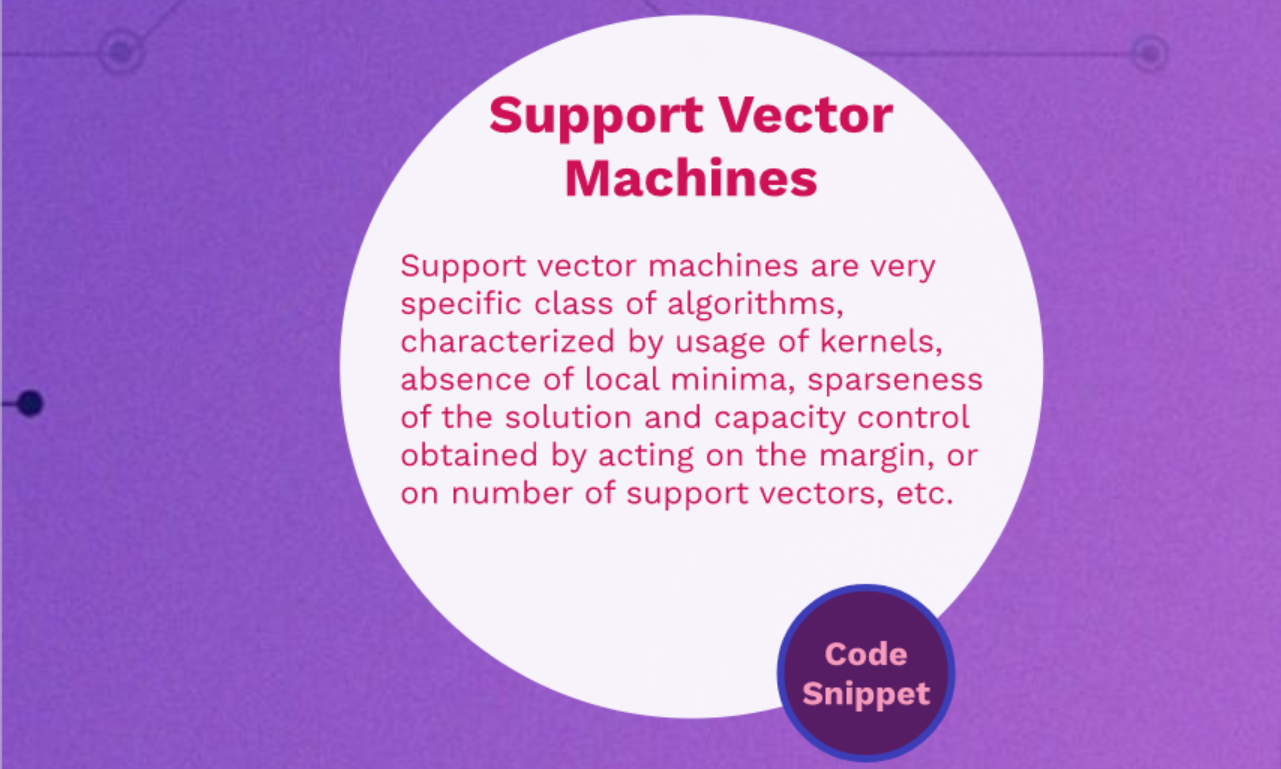 Support Vector
Machines
Support vector machines are very
specific class of algorithms,
characterized by usage of kernels,
absence of local minima, sparseness
of the solution and capacity control
obtained by acting on the margin, or
on number of support vectors, etc.
Code
Snippet